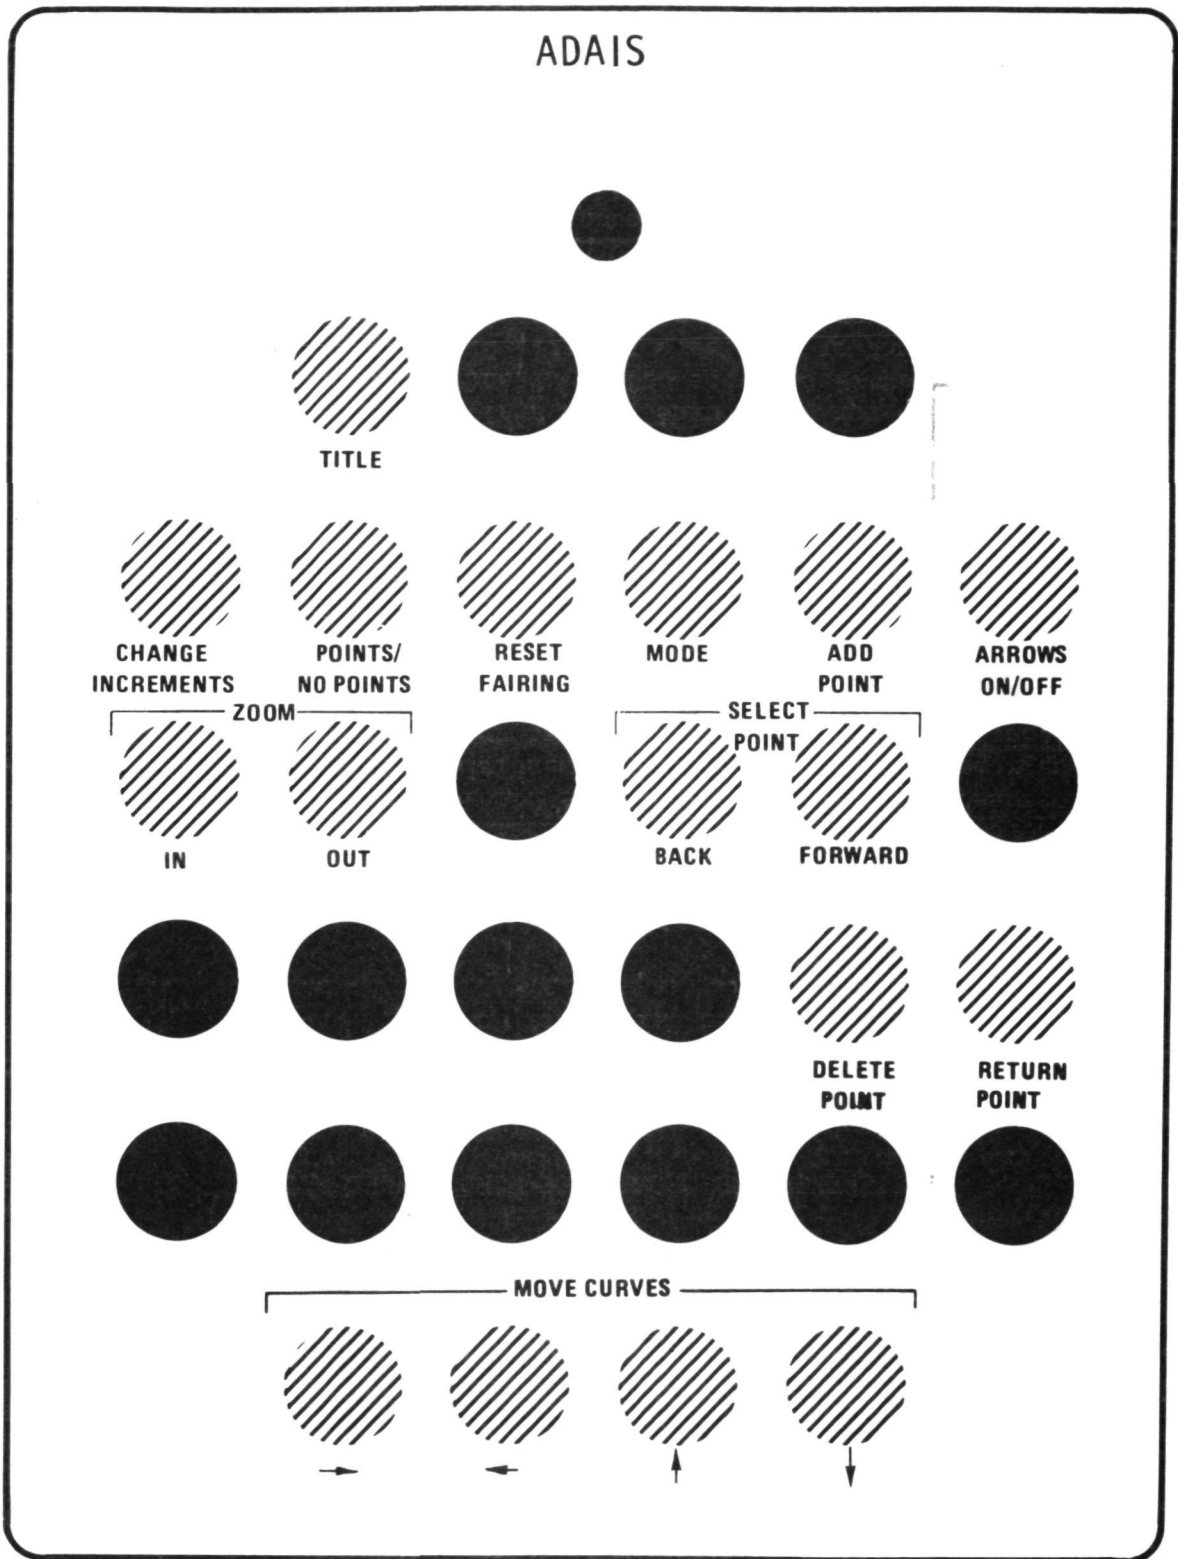 ADAIS
TITLE
CHANGE INCREMENTS
POINTS/ NO POINTS
RESET FAIRING
MODE
ADD POINT
ARROWS ON/OFF
ZOOM
SELECT POINT
IN
OUT
BACK
FORWARD
DELETE POINT
RETURN POINT
MOVE CURVES
→
←
↑
↓